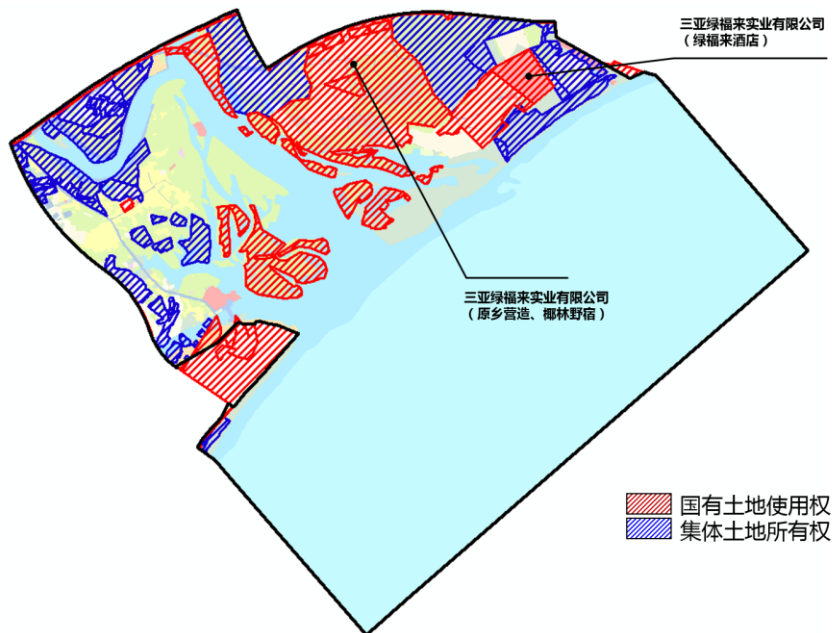 三亚绿福来实业有限公司
（绿福来酒店）
三亚绿福来实业有限公司
（原乡营造、椰林野宿）
国有土地使用权
集体土地所有权